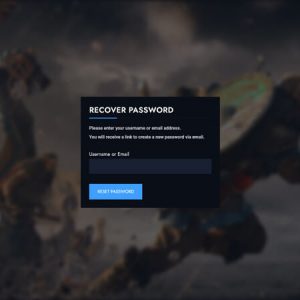 RECOVER PASSWORD
Please enter your username or email address.
You will receive a link to create a new password via email.
Username or Email
RESET PASSWORD